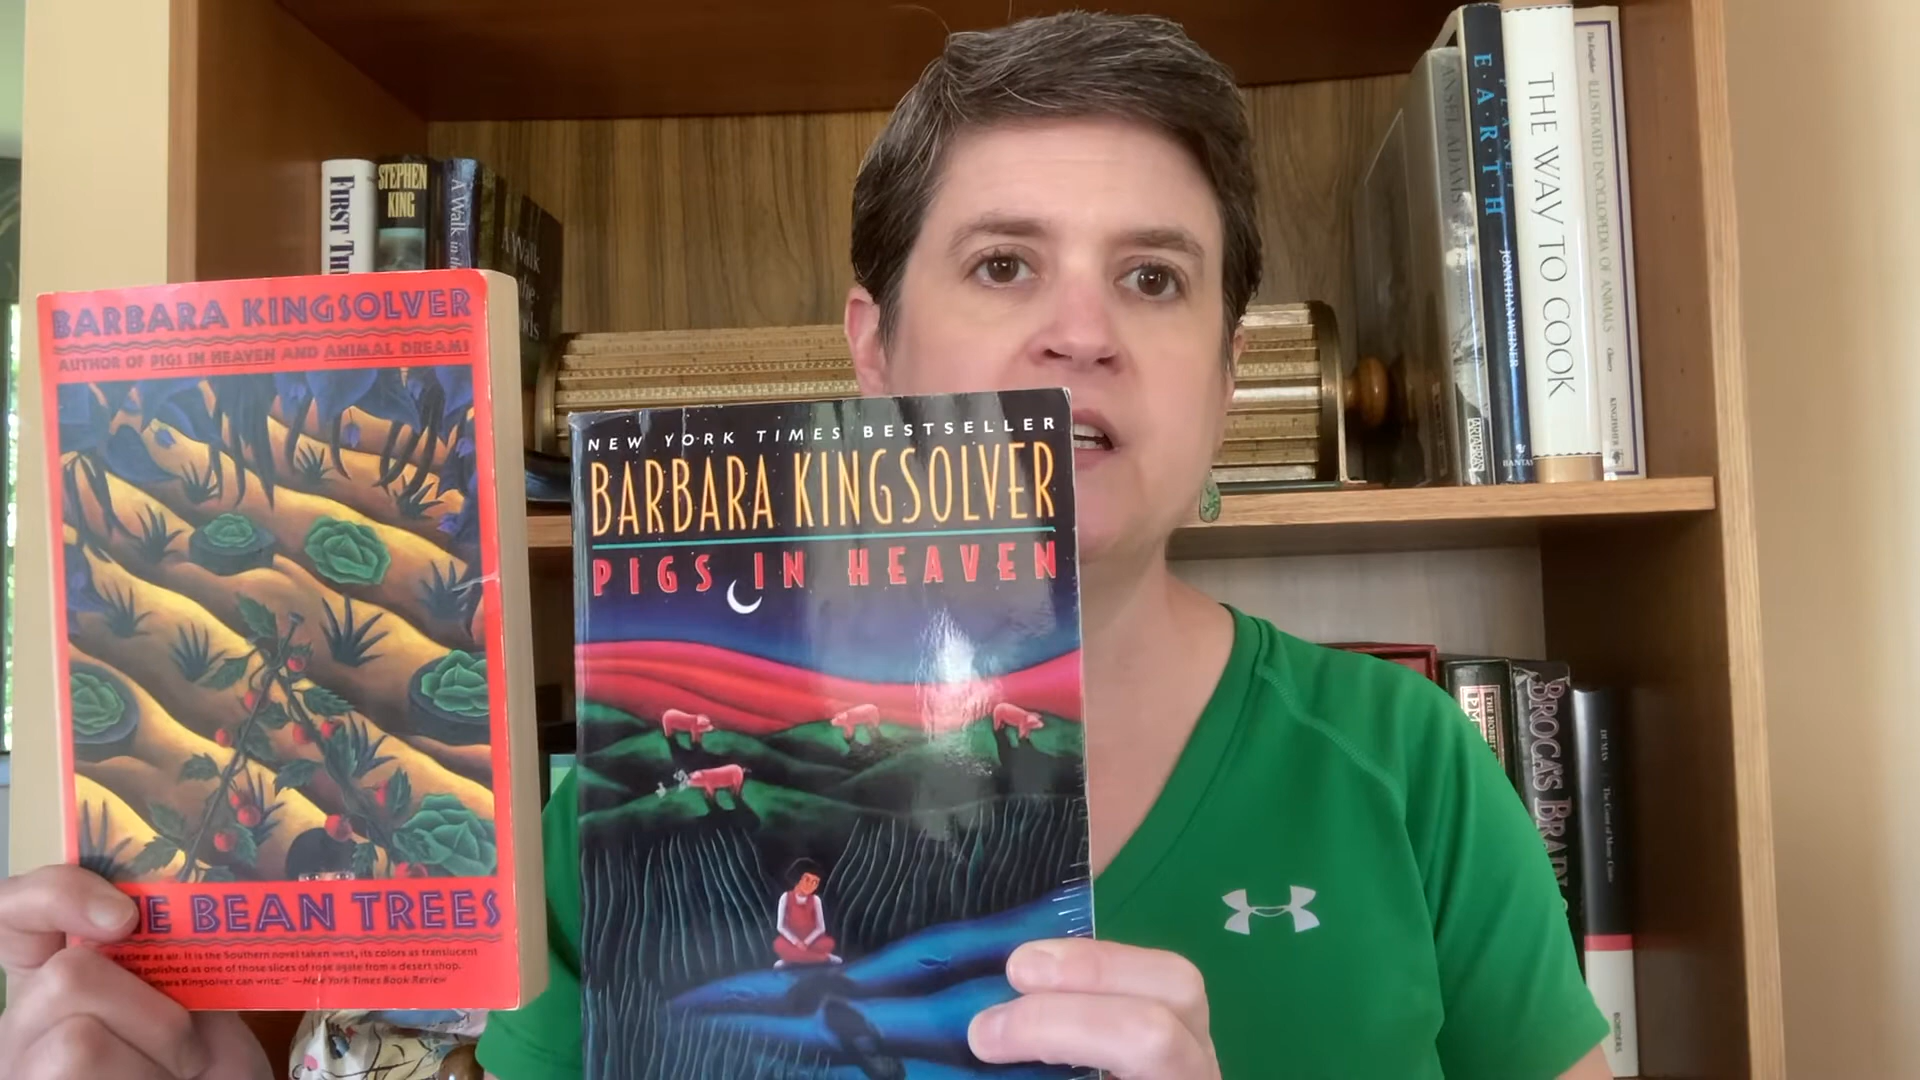 BARBARA KINGSOLVER
AUTHOR OF PIGS IN HEAVEN AND ANIMAL DREAMS
E BEAN TREES
clear as air. It is the Southern novel taken west, its colors as translucent
polished as one of those slices of rose agate from a desert shop.
Kingsolver can write." —New York Times Book Review
NEW YORK TIMES BESTSELLER
BARBARA KINGSOLVER
PIGS IN HEAVEN
FIRST
STEPHEN
KING
A Walk in
A Walk
the
ANSEL ADAMS
PLANET
EARTH
JONATHAN WEINER
BANTAM
THE WAY TO COOK
ILLUSTRATED ENCYCLOPEDIA OF ANIMALS
KINGFISHER
THE HOBBIT
BROCA'S BRAIN
DUMAS
The Count of Monte Cristo
BORDERS